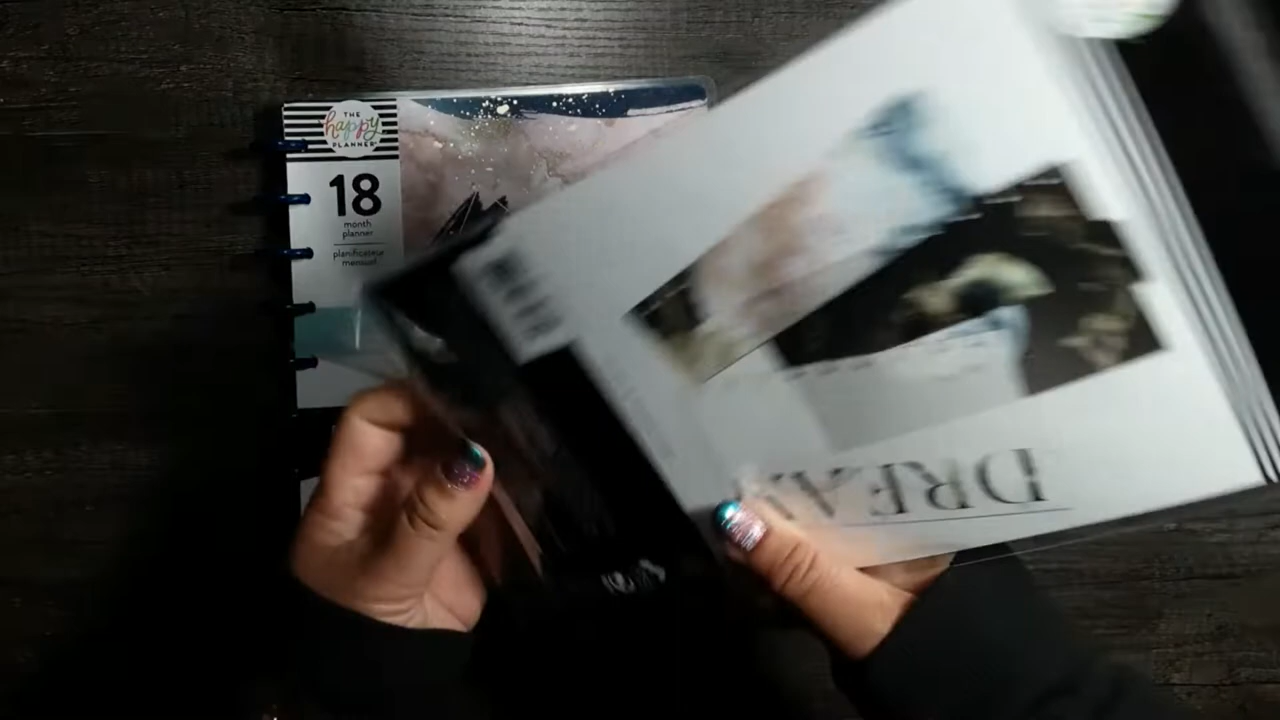 THE
happy
PLANNER
18
month
planner
planificateur
mensuel
DREAM